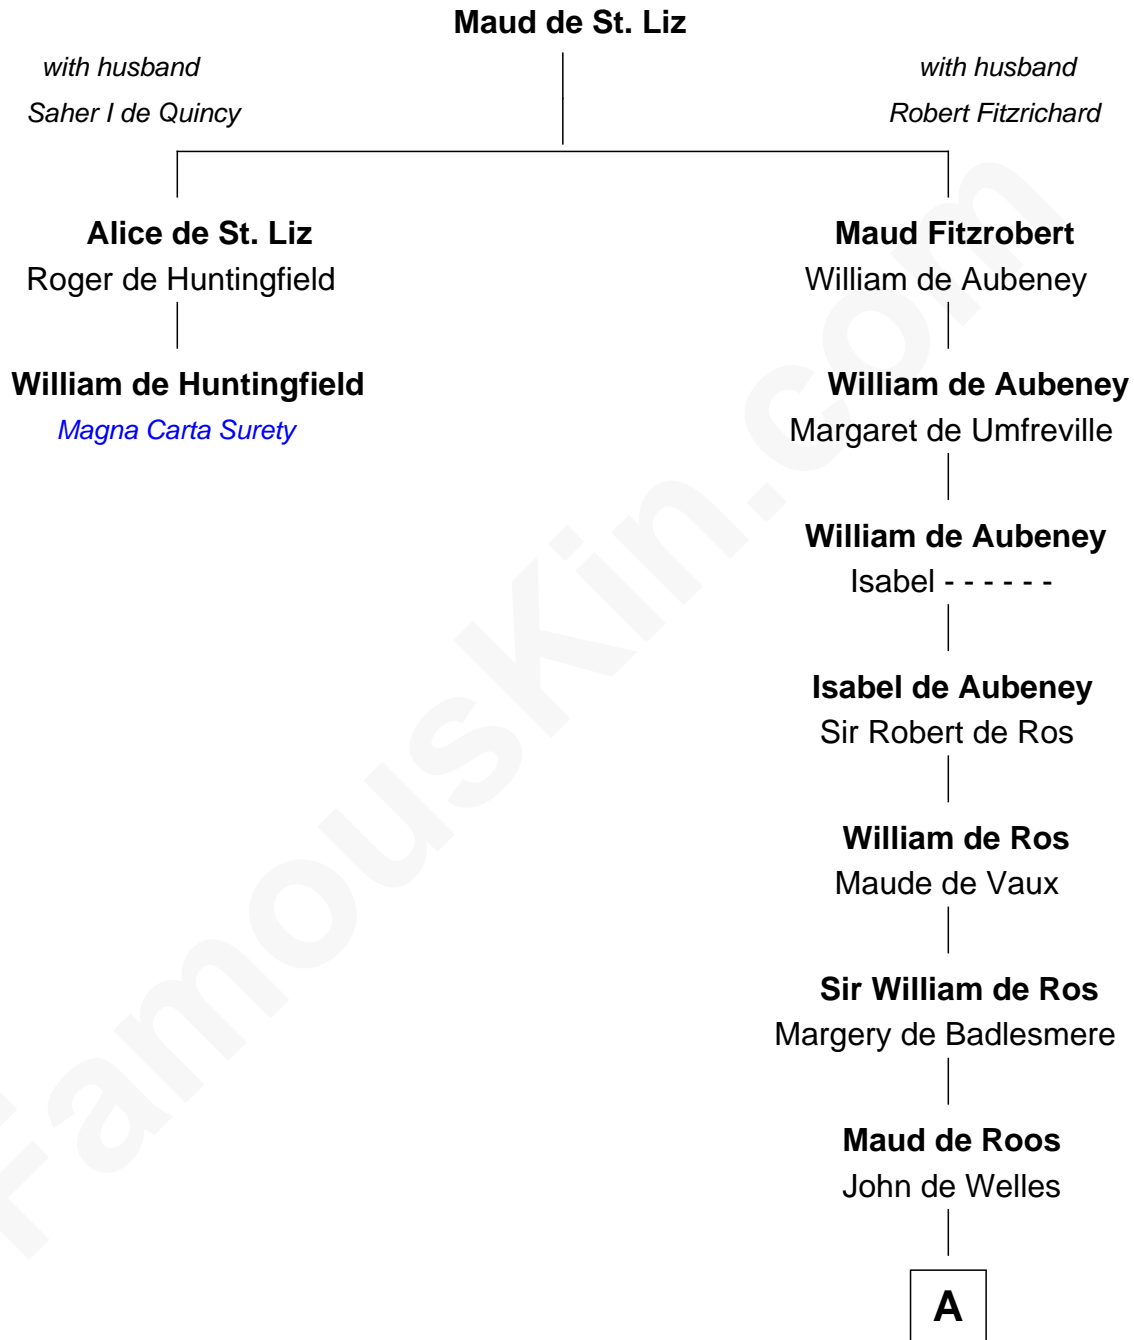 Maud de St. Liz
with husband
Saher I de Quincy
with husband
Robert Fitzrichard
Alice de St. Liz
Roger de Huntingfield
William de Huntingfield
Magna Carta Surety
Maud Fitzrobert
William de Aubeney
William de Aubeney
Margaret de Umfreville
William de Aubeney
Isabel - - - - - -
Isabel de Aubeney
Sir Robert de Ros
William de Ros
Maude de Vaux
Sir William de Ros
Margery de Badlesmere
Maud de Roos
John de Welles
A
FamousKin.com